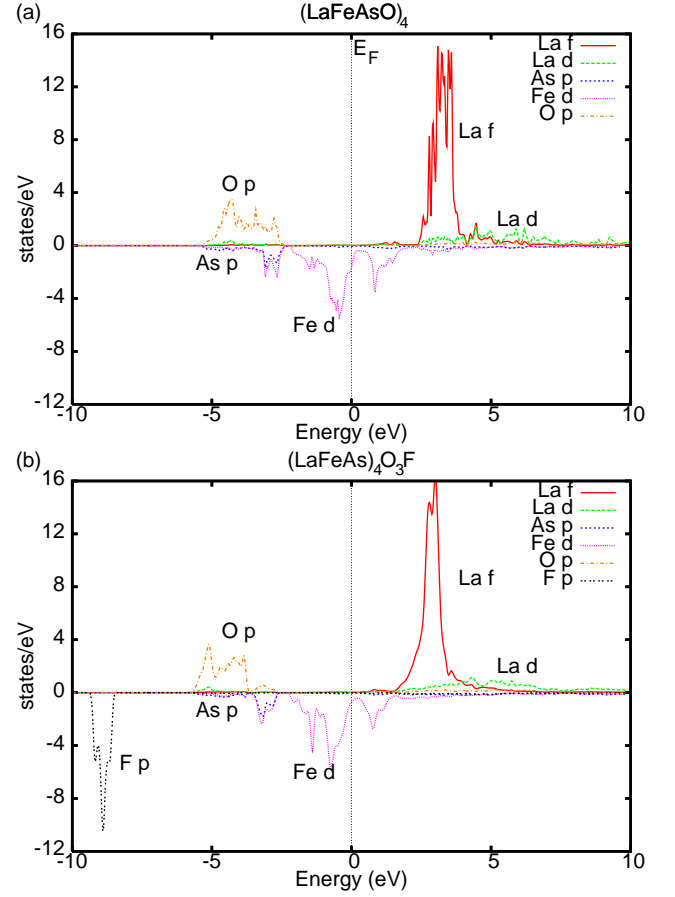 (a)
(LaFeAsO)4
16
12
8
4
0
-4
-8
-12
states/eV
EF
La f
La d
As p
Fe d
O p
La f
O p
La d
As p
Fe d
-10
-5
0
5
10
Energy (eV)
(b)
(LaFeAs)4O3F
16
12
8
4
0
-4
-8
-12
states/eV
La f
La d
As p
Fe d
O p
F p
La f
O p
La d
As p
F p
Fe d
-10
-5
0
5
10
Energy (eV)